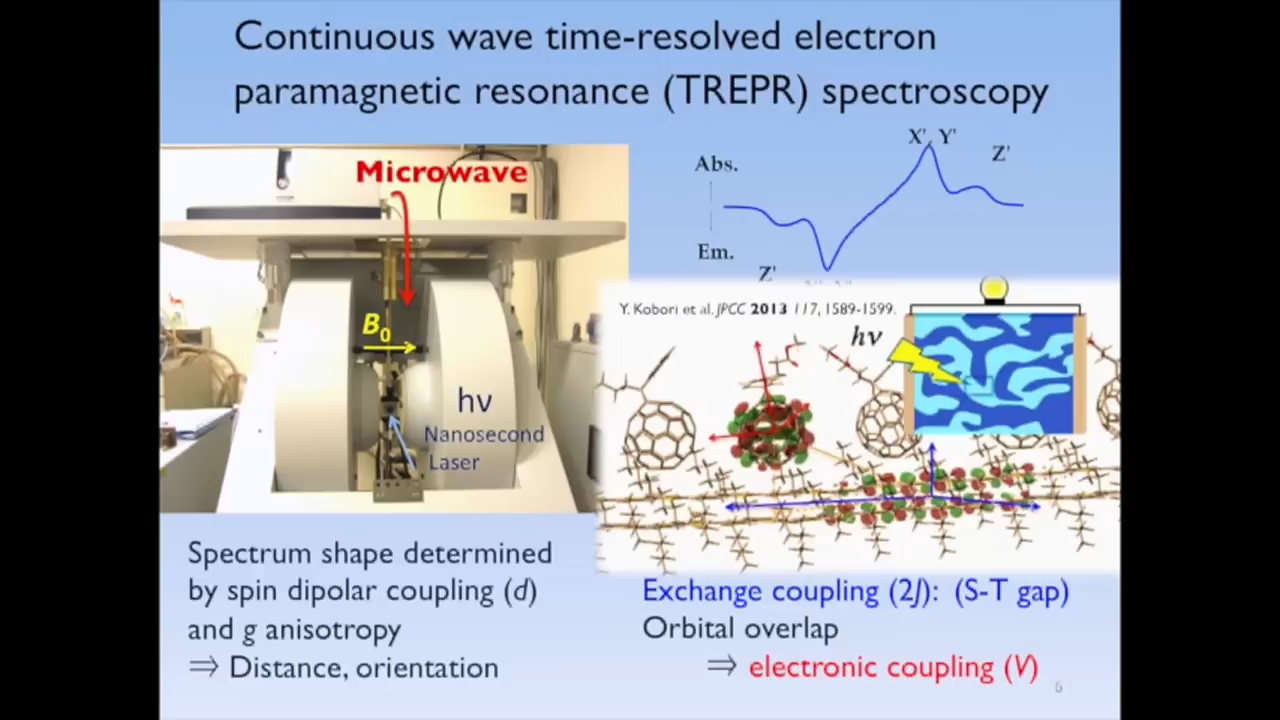 Continuous wave time-resolved electron
paramagnetic resonance (TREPR) spectroscopy
Microwave
B₀
hν
Nanosecond
Laser
X', Y'
Z'
Abs.
Em.
Z'
Y. Kobori et al. JPCC 2013 117, 1589-1599.
hν
Spectrum shape determined
by spin dipolar coupling (d)
and g anisotropy
⇒ Distance, orientation
Exchange coupling (2J): (S-T gap)
Orbital overlap
⇒ electronic coupling (V)